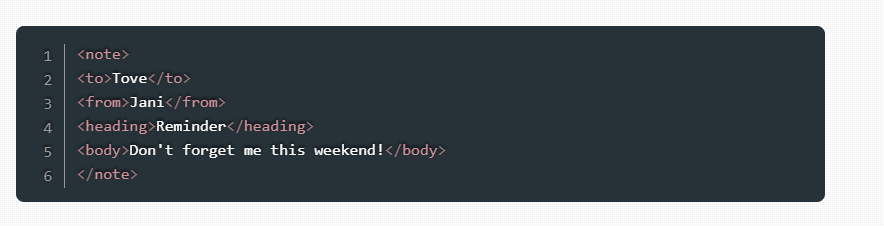 1 <note>
2 <to>Tove</to>
3 <from>Jani</from>
4 <heading>Reminder</heading>
5 <body>Don't forget me this weekend!</body>
6 </note>